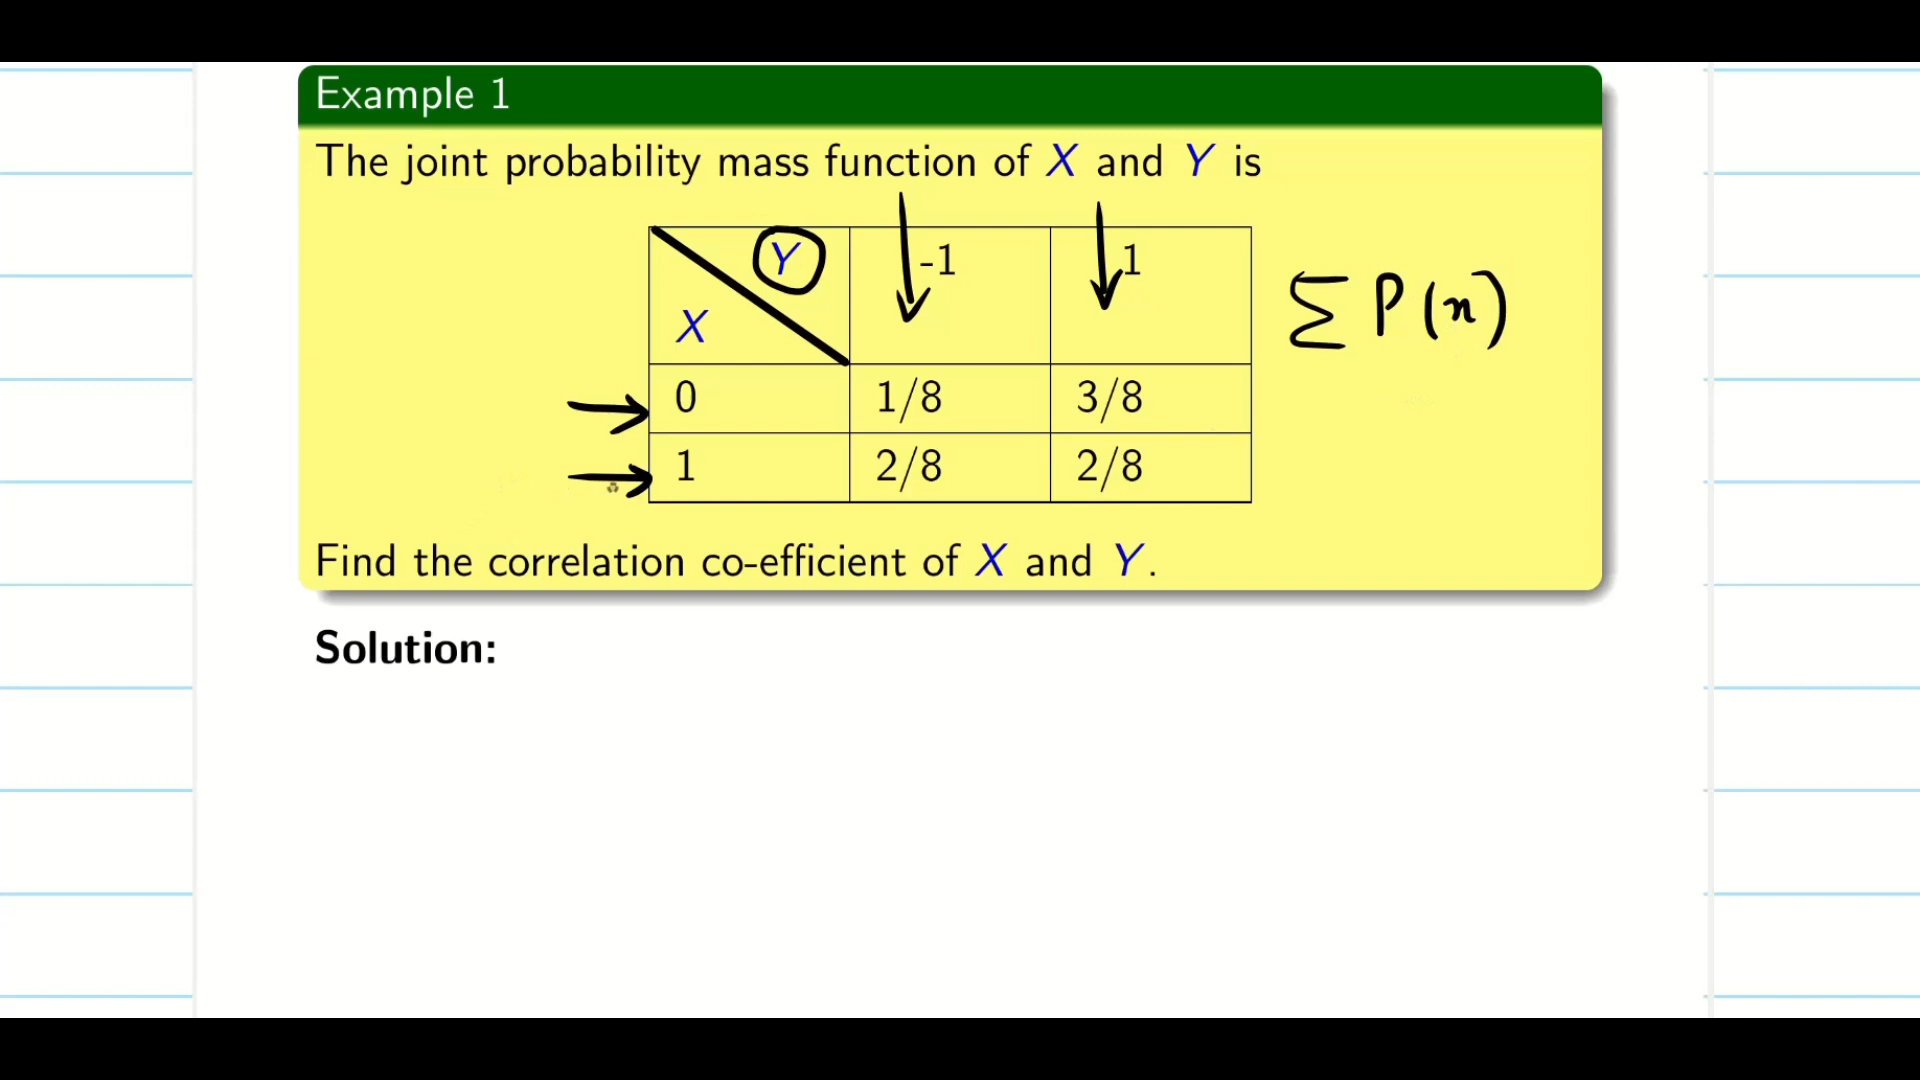 Example 1
The joint probability mass function of X and Y is
Y -1 1
X
∑ P(n)
0 1/8 3/8
1 2/8 2/8
Find the correlation co-efficient of X and Y.
Solution: